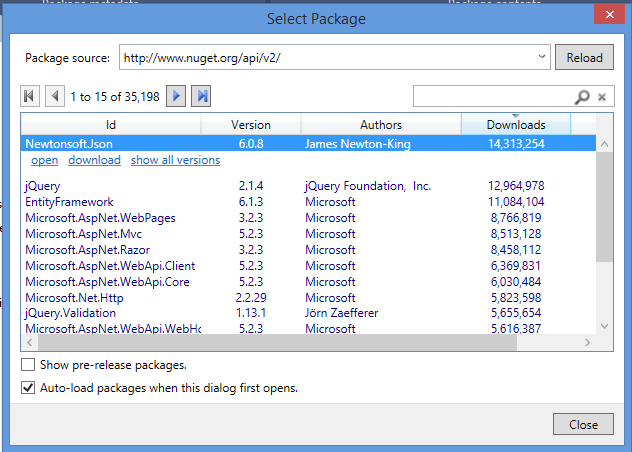 Package metadata Package contents
Select Package
Package source: http://www.nuget.org/api/v2/ Reload
1 to 15 of 35,198
Id Version Authors Downloads
NewtonSoft.Json 6.0.8 James Newton-King 14,313,254
open download show all versions
jQuery 2.1.4 jQuery Foundation, Inc. 12,964,978
EntityFramework 6.1.3 Microsoft 11,084,104
Microsoft.AspNet.WebPages 3.2.3 Microsoft 8,766,819
Microsoft.AspNet.Mvc 5.2.3 Microsoft 8,513,128
Microsoft.AspNet.Razor 3.2.3 Microsoft 8,458,112
Microsoft.AspNet.WebApi.Client 5.2.3 Microsoft 6,369,831
Microsoft.AspNet.WebApi.Core 5.2.3 Microsoft 6,030,484
Microsoft.Net.Http 2.2.29 Microsoft 5,823,598
jQuery.Validation 1.13.1 Jörn Zaefferer 5,655,654
Microsoft.AspNet.WebApi.WebHo 5.2.3 Microsoft 5,616,387
Show pre-release packages.
Auto-load packages when this dialog first opens.
Close